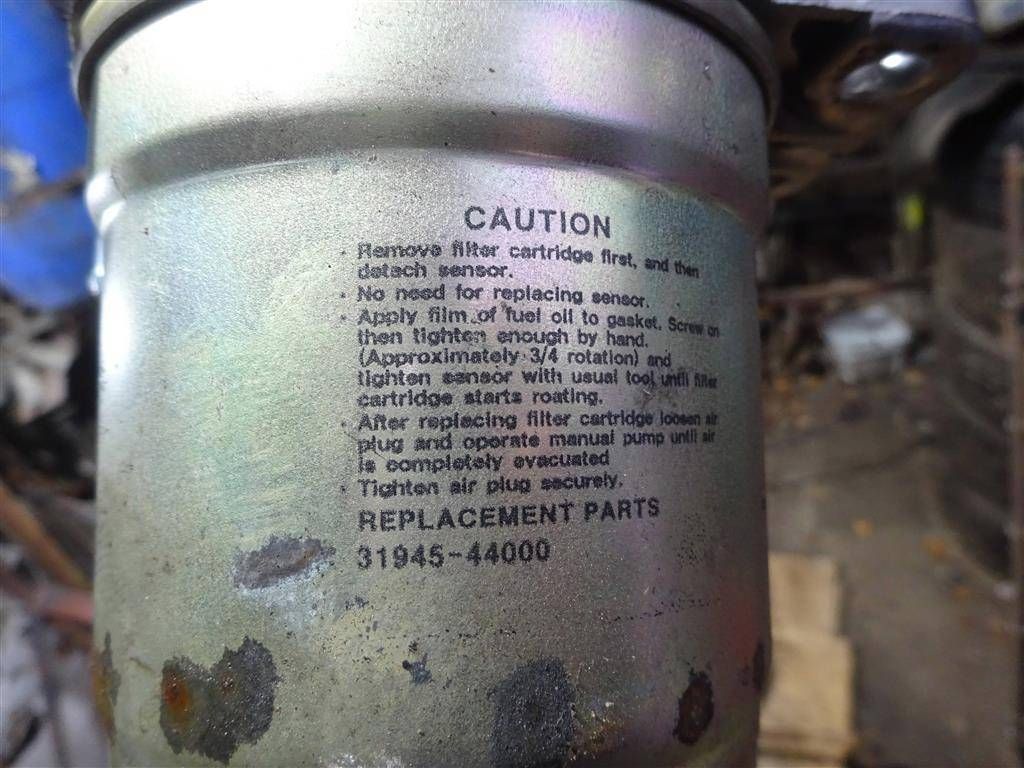 CAUTION
· Remove filter cartridge first, and then
detach sensor.
· No need for replacing sensor.
· Apply film of fuel oil to gasket. Screw on
then tighten enough by hand.
(Approximately 3/4 rotation) and
tighten sensor with usual tool until filter
cartridge starts roating.
· After replacing filter cartridge loosen air
plug and operate manual pump until air
is completely evacuated
· Tighten air plug securely.
REPLACEMENT PARTS
31945-44000